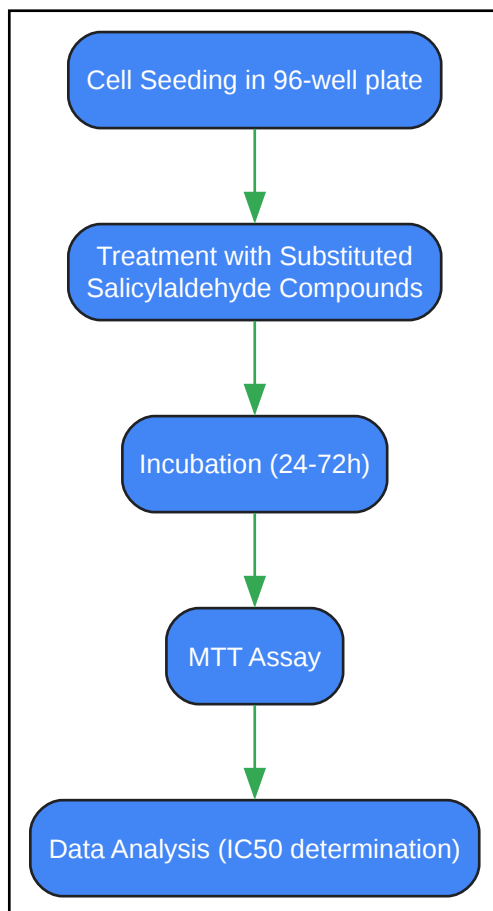 Cell Seeding in 96-well plate
Treatment with Substituted
Salicylaldehyde Compounds
Incubation (24-72h)
MTT Assay
Data Analysis (IC50 determination)